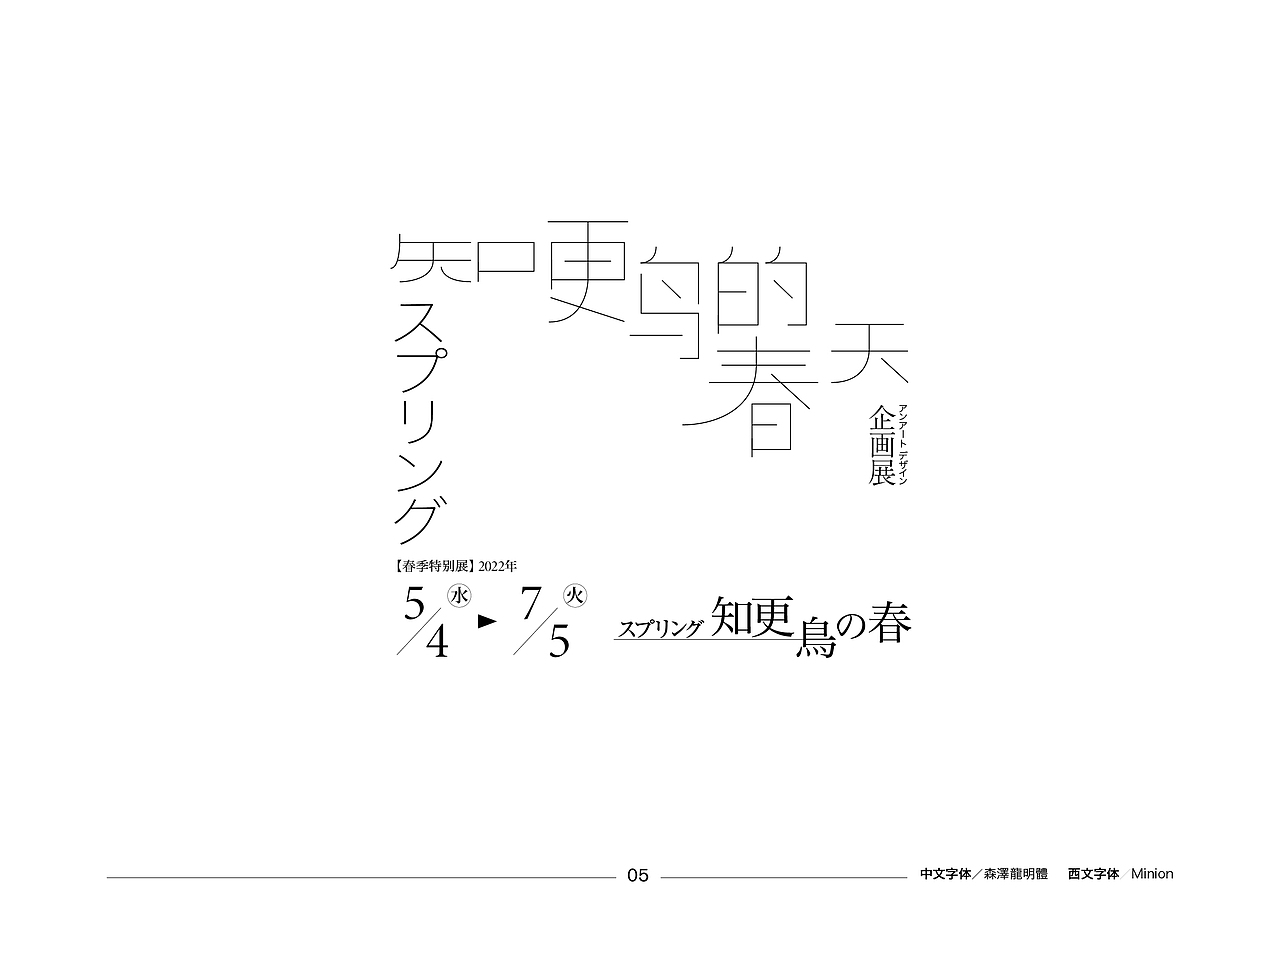 知更鸟的
春天
スプリング
企画展
アンアート デザイン
【春季特別展】2022年
5/4 ㊌ ▶ 7/5 ㊋
スプリング 知更鳥の春
05
中文字体／森澤龍明體 西文字体／Minion